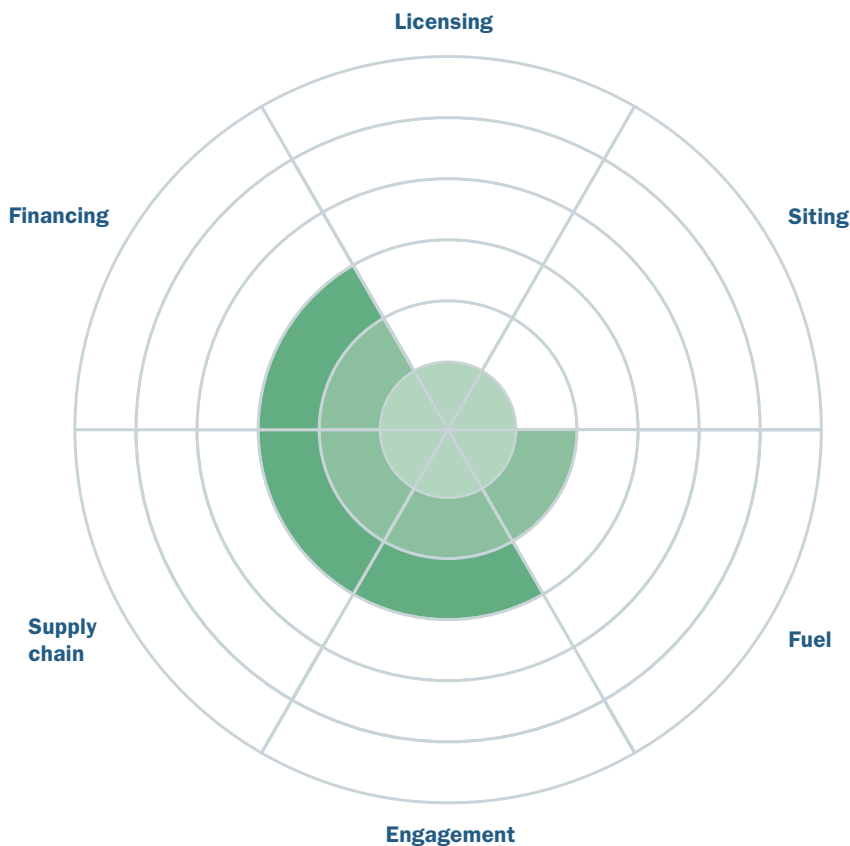 Licensing
Financing
Siting
Supply
chain
Fuel
Engagement